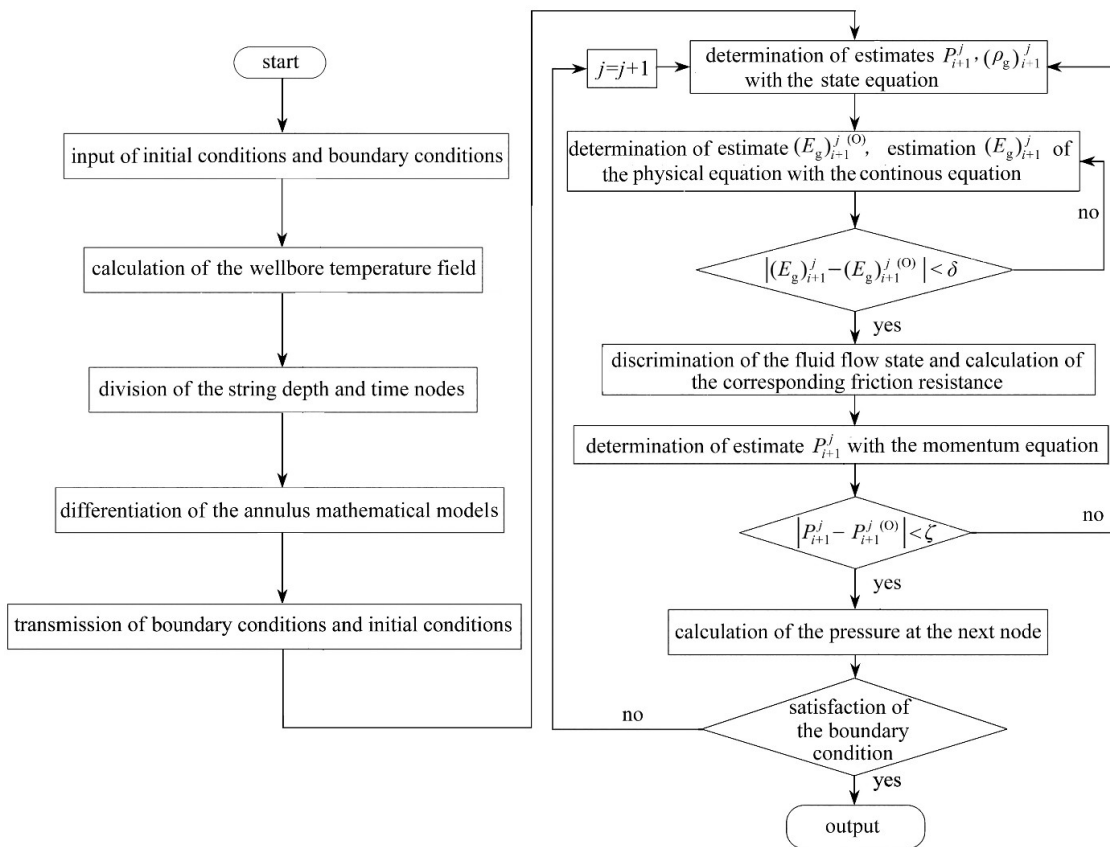 start
input of initial conditions and boundary conditions
calculation of the wellbore temperature field
division of the string depth and time nodes
differentiation of the annulus mathematical models
transmission of boundary conditions and initial conditions
j=j+1
determination of estimates P_{i+1}^{j}, (ρ_g)_{i+1}^{j}
with the state equation
determination of estimate (E_g)_{i+1}^{j (O)}, estimation (E_g)_{i+1}^{j} of
the physical equation with the continous equation
no
|(E_g)_{i+1}^{j} − (E_g)_{i+1}^{j (O)}| < δ
yes
discrimination of the fluid flow state and calculation of
the corresponding friction resistance
determination of estimate P_{i+1}^{j} with the momentum equation
|P_{i+1}^{j} − P_{i+1}^{j (O)}| < ζ
no
yes
calculation of the pressure at the next node
no
satisfaction of
the boundary
condition
yes
output